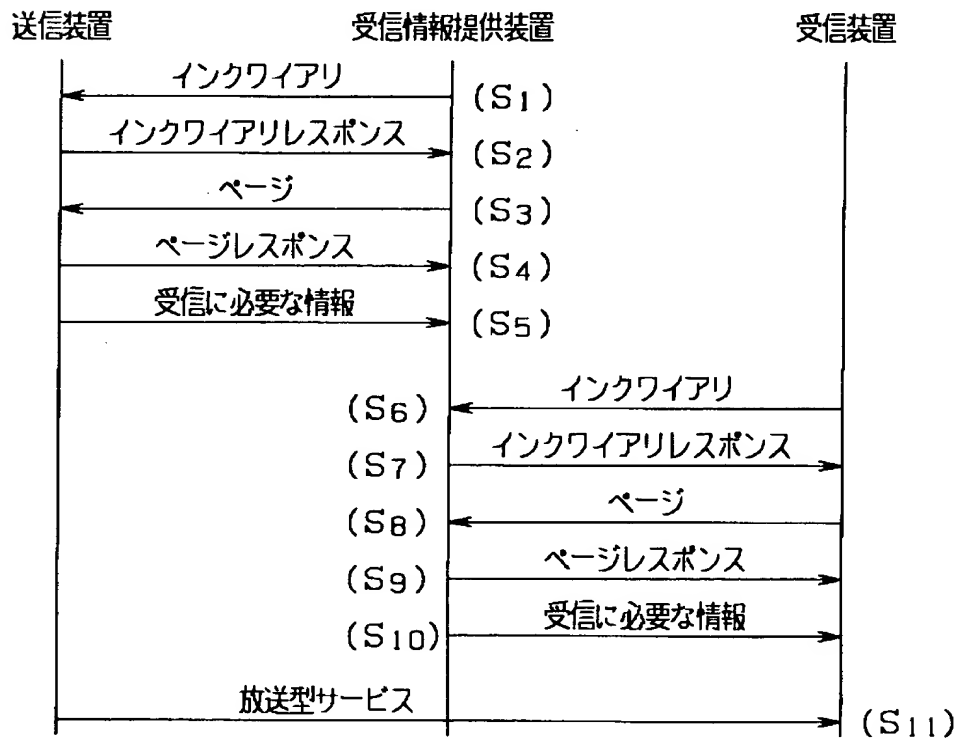 送信装置 受信情報提供装置 受信装置
インクワイアリ (S1)
インクワイアリレスポンス (S2)
ページ (S3)
ページレスポンス (S4)
受信に必要な情報 (S5)
(S6) インクワイアリ
(S7) インクワイアリレスポンス
(S8) ページ
(S9) ページレスポンス
(S10) 受信に必要な情報
放送型サービス (S11)